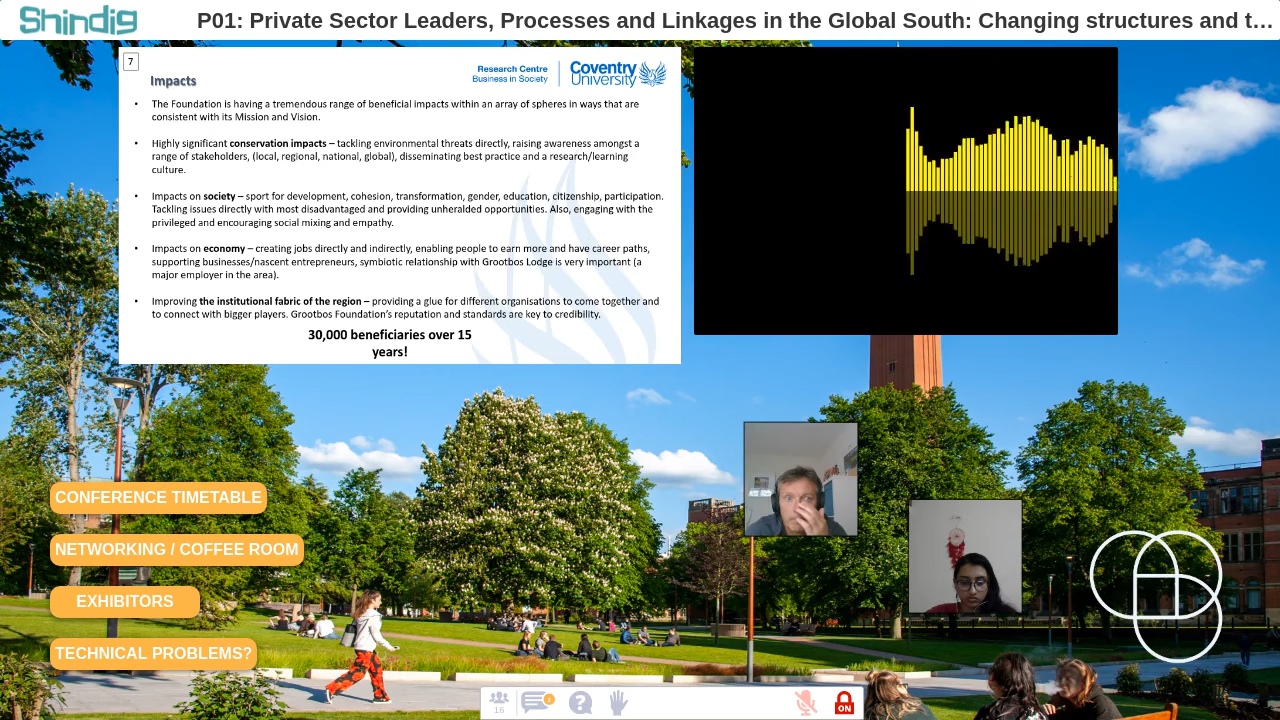 Shindig
P01: Private Sector Leaders, Processes and Linkages in the Global South: Changing structures and t…
7
Impacts
Research Centre
Business in Society
Coventry
University
• The Foundation is having a tremendous range of beneficial impacts within an array of spheres in ways that are
consistent with its Mission and Vision.
• Highly significant conservation impacts – tackling environmental threats directly, raising awareness amongst a
range of stakeholders, (local, regional, national, global), disseminating best practice and a research/learning
culture.
• Impacts on society – sport for development, cohesion, transformation, gender, education, citizenship, participation.
Tackling issues directly with most disadvantaged and providing unheralded opportunities. Also, engaging with the
privileged and encouraging social mixing and empathy.
• Impacts on economy – creating jobs directly and indirectly, enabling people to earn more and have career paths,
supporting businesses/nascent entrepreneurs, symbiotic relationship with Grootbos Lodge is very important (a
major employer in the area).
• Improving the institutional fabric of the region – providing a glue for different organisations to come together and
to connect with bigger players. Grootbos Foundation's reputation and standards are key to credibility.
30,000 beneficiaries over 15
years!
CONFERENCE TIMETABLE
NETWORKING / COFFEE ROOM
EXHIBITORS
TECHNICAL PROBLEMS?
16
?
ON